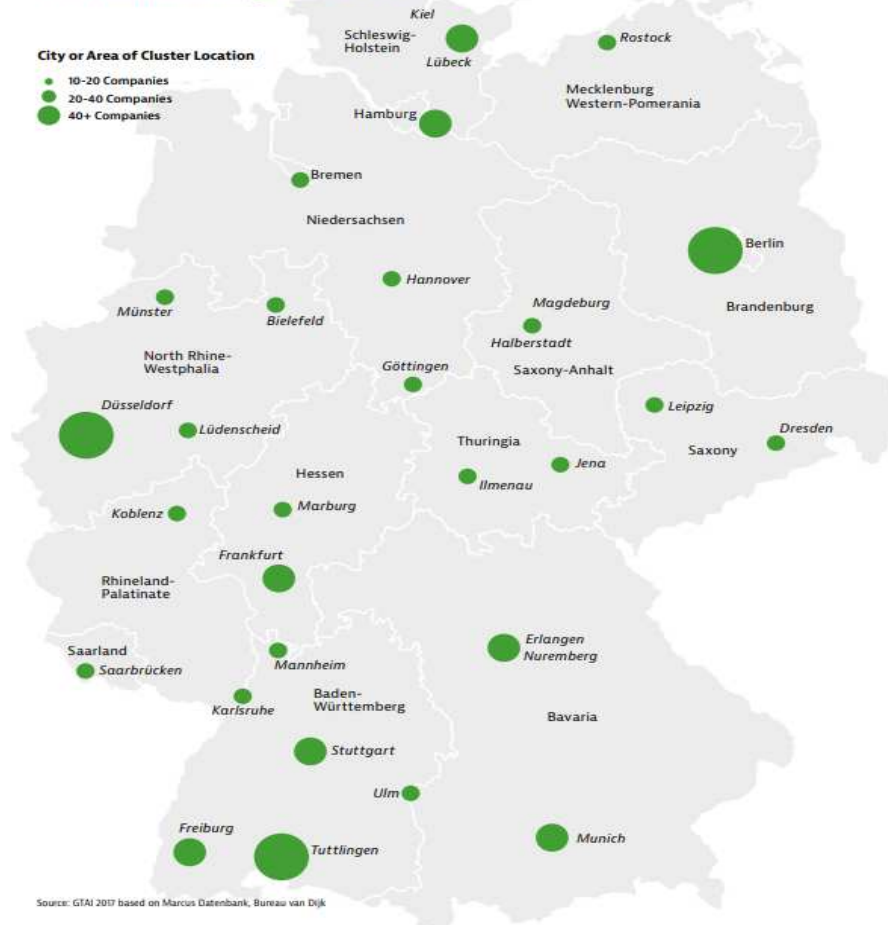 Kiel
Schleswig-
Holstein
Rostock
Lübeck
City or Area of Cluster Location
10-20 Companies
20-40 Companies
40+ Companies
Mecklenburg
Western-Pomerania
Hamburg
Bremen
Niedersachsen
Berlin
Hannover
Magdeburg
Brandenburg
Münster
Bielefeld
Halberstadt
North Rhine-
Westphalia
Göttingen
Saxony-Anhalt
Düsseldorf
Leipzig
Lüdenscheid
Dresden
Thuringia
Saxony
Jena
Hessen
Ilmenau
Marburg
Koblenz
Frankfurt
Rhineland-
Palatinate
Erlangen
Nuremberg
Saarland
Saarbrücken
Mannheim
Baden-
Württemberg
Karlsruhe
Bavaria
Stuttgart
Ulm
Freiburg
Munich
Tuttlingen
Source: GTAI 2017 based on Marcus Datenbank, Bureau van Dijk